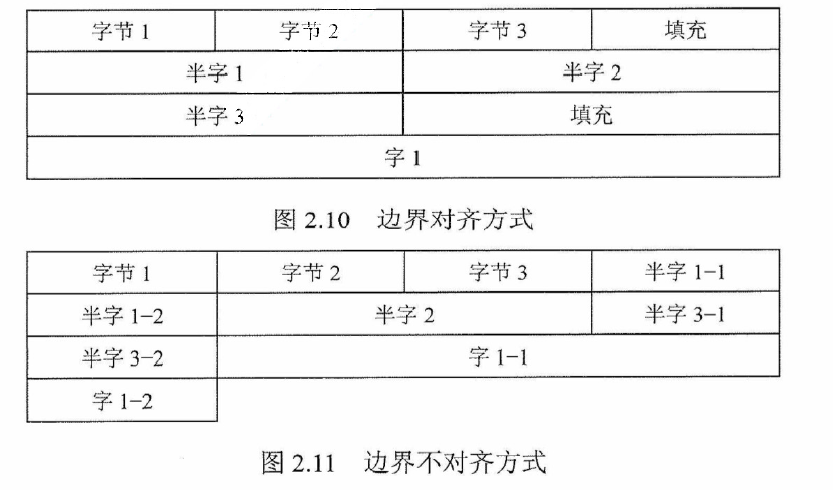 字节 1 字节 2 字节 3 填充
半字 1 半字 2
半字 3 填充
字 1
图 2.10 边界对齐方式
字节 1 字节 2 字节 3 半字 1-1
半字 1-2 半字 2 半字 3-1
半字 3-2 字 1-1
字 1-2
图 2.11 边界不对齐方式